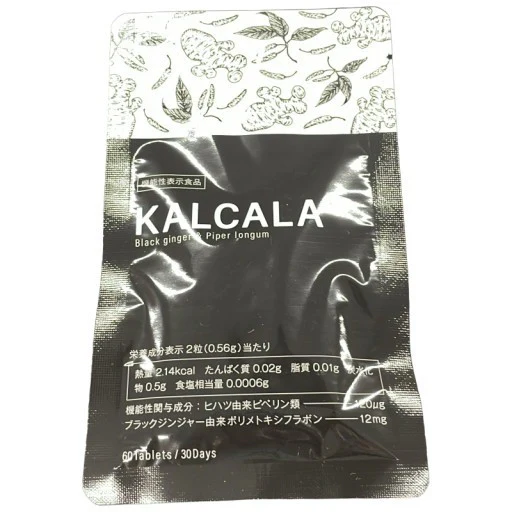 機能性表示食品
KALCALA
Black ginger & Piper longum
栄養成分表示 2粒(0.56g)当たり
熱量 2.14kcal たんぱく質 0.02g 脂質 0.01g 炭水化
物 0.5g 食塩相当量 0.0006g
機能性関与成分:ヒハツ由来ピペリン類 120μg
ブラックジンジャー由来ポリメトキシフラボン 12mg
60Tablets/30Days